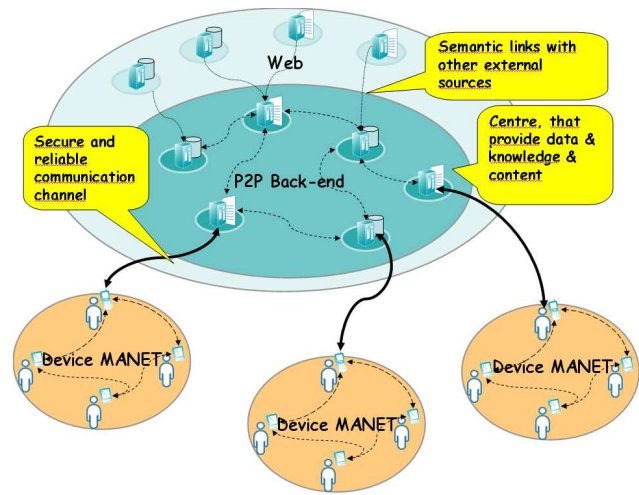 Web
Semantic links with
other external
sources
Centre, that
provide data &
knowledge &
content
Secure and
reliable
communication
channel
P2P Back-end
Device MANET
Device MANET
Device MANET